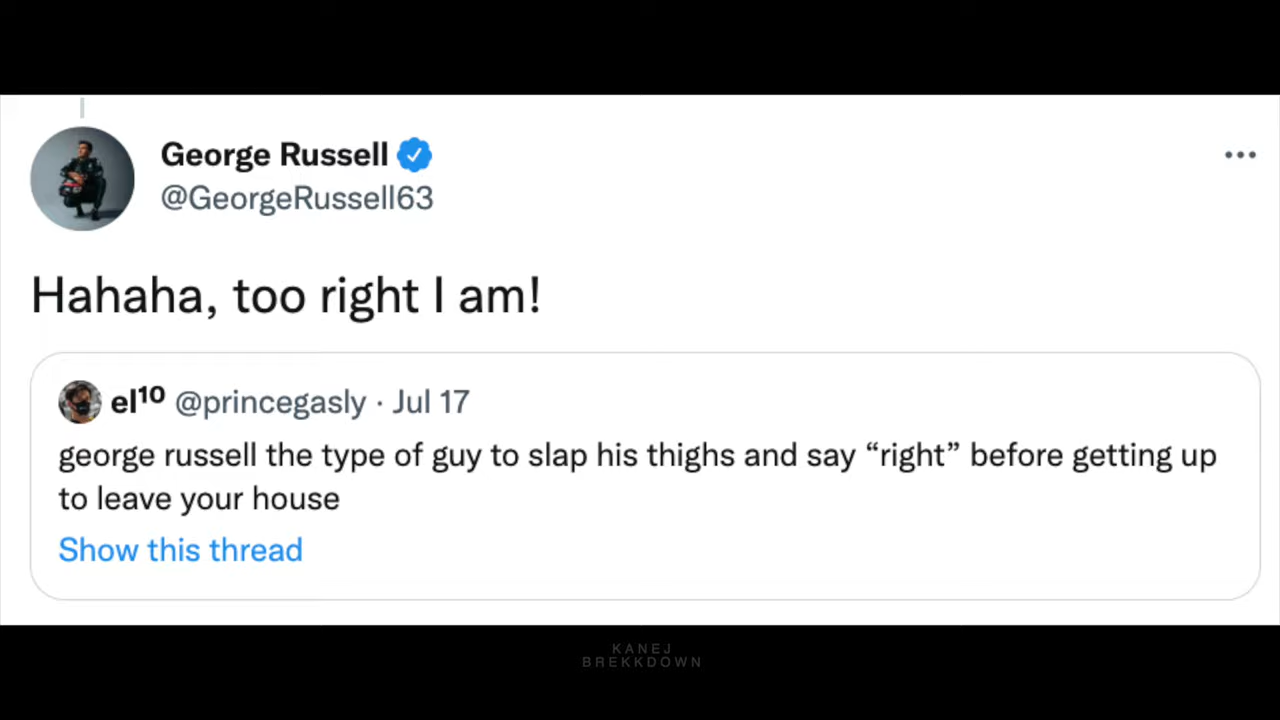 George Russell
@GeorgeRussell63
Hahaha, too right I am!
el¹⁰ @princegasly · Jul 17
george russell the type of guy to slap his thighs and say “right” before getting up
to leave your house
Show this thread
KANEJ
BREKKDOWN